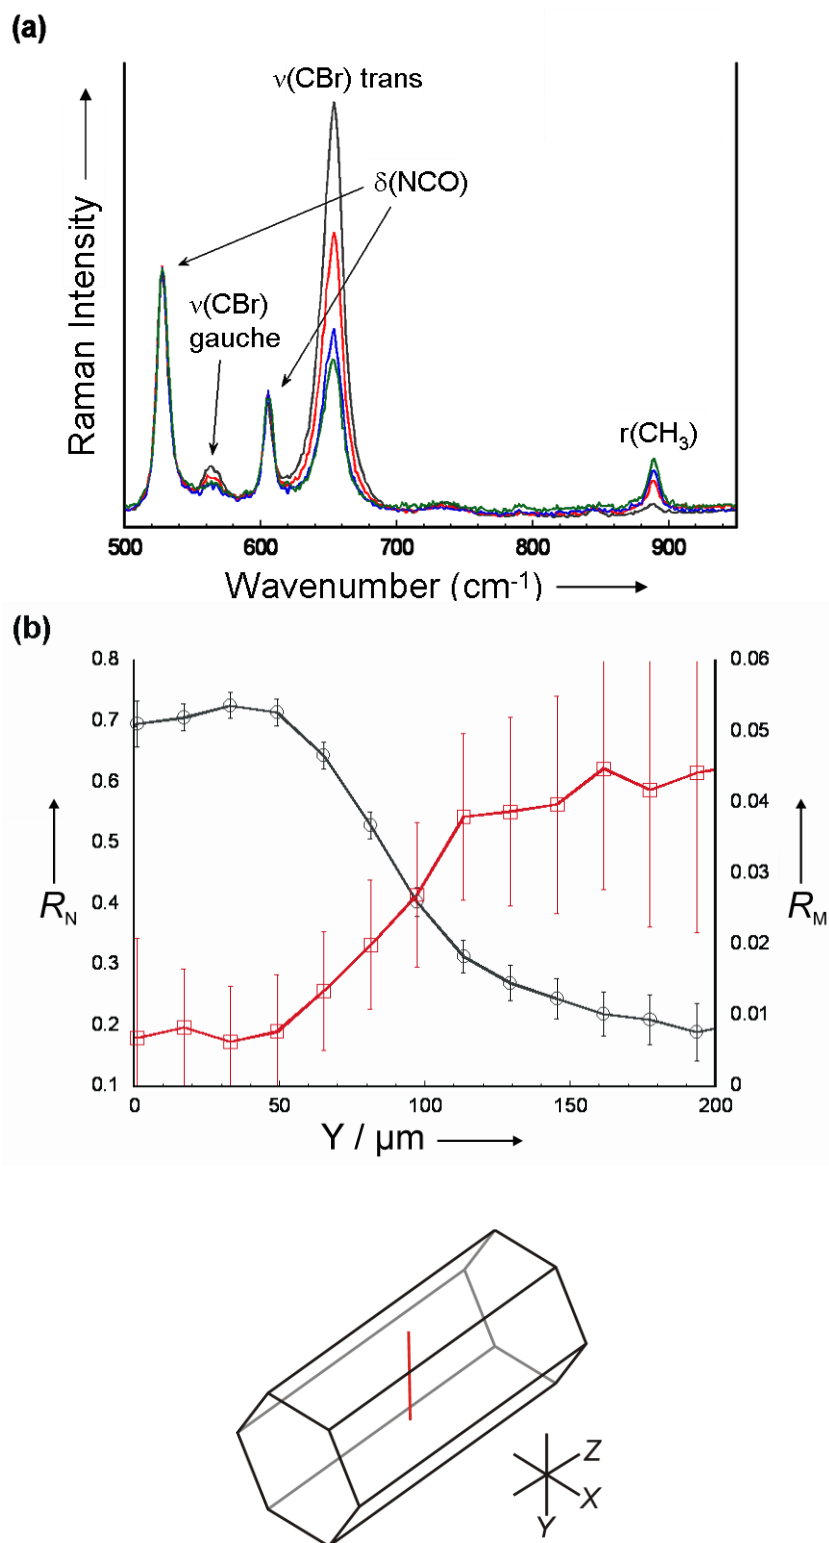 (a)
ν(CBr) trans
δ(NCO)
ν(CBr)
gauche
r(CH₃)
Raman Intensity
500 600 700 800 900
Wavenumber (cm⁻¹)
(b)
0.8
0.7
0.6
0.5
0.4
0.3
0.2
0.1
R_N
0.06
0.05
0.04
0.03
0.02
0.01
0
R_M
0 50 100 150 200
Y / µm
Z
X
Y